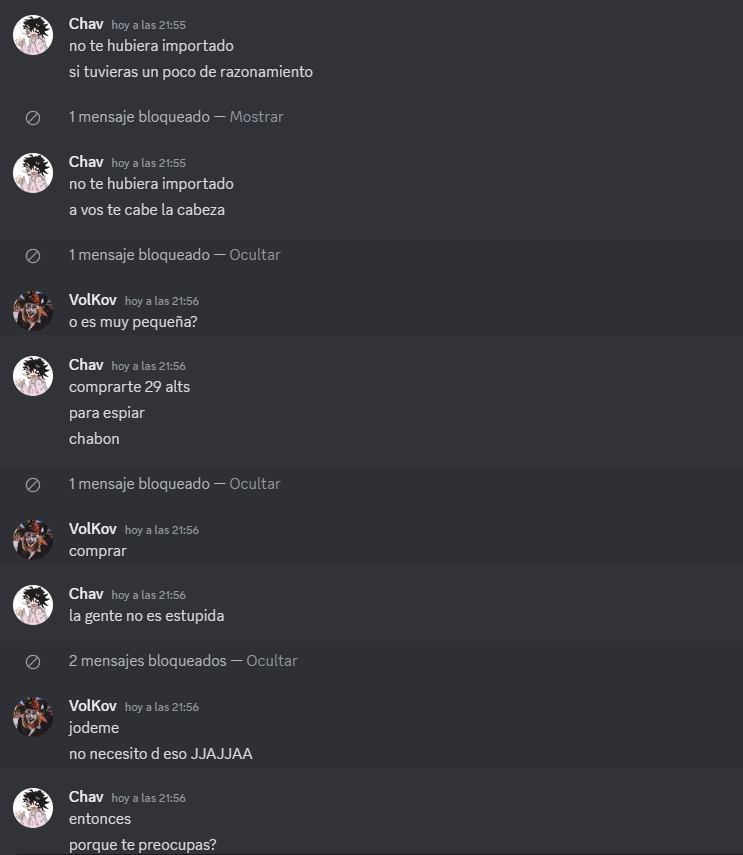 Chav hoy a las 21:55
no te hubiera importado
si tuvieras un poco de razonamiento
1 mensaje bloqueado — Mostrar
Chav hoy a las 21:55
no te hubiera importado
a vos te cabe la cabeza
1 mensaje bloqueado — Ocultar
VolKov hoy a las 21:56
o es muy pequeña?
Chav hoy a las 21:56
comprarte 29 alts
para espiar
chabon
1 mensaje bloqueado — Ocultar
VolKov hoy a las 21:56
comprar
Chav hoy a las 21:56
la gente no es estupida
2 mensajes bloqueados — Ocultar
VolKov hoy a las 21:56
jodeme
no necesito d eso JJAJJAA
Chav hoy a las 21:56
entonces
porque te preocupas?